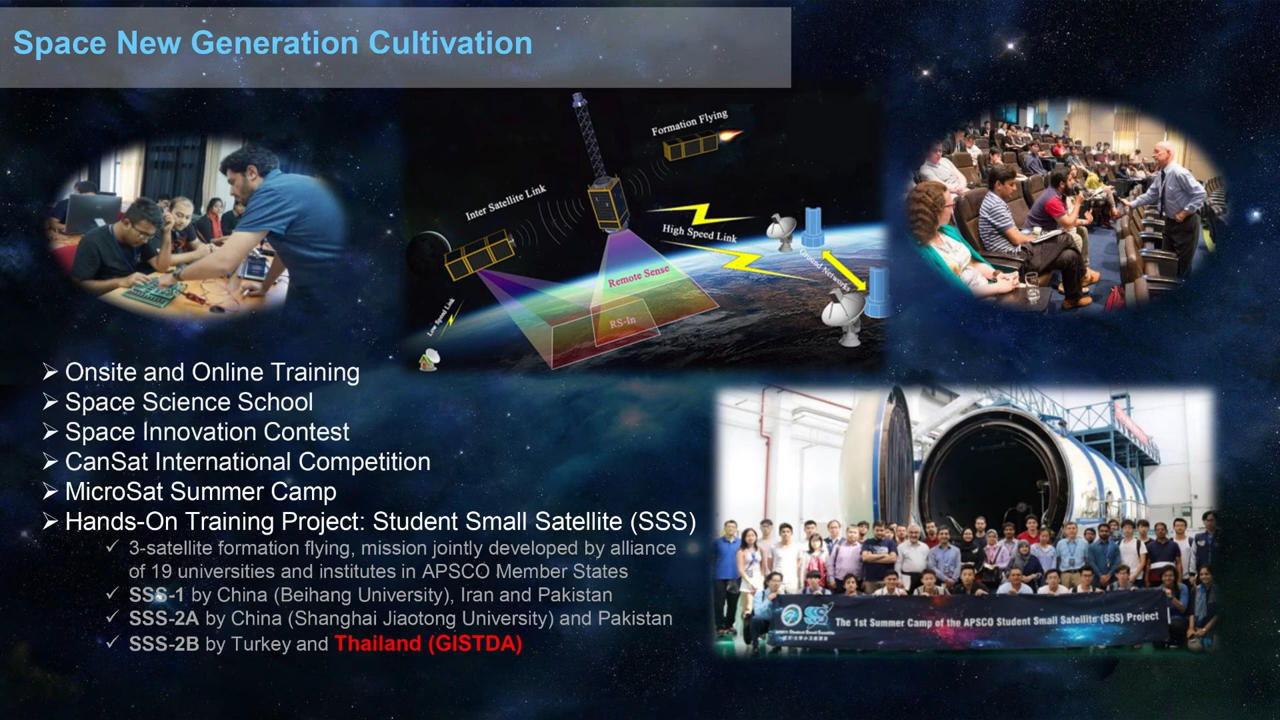 Space New Generation Cultivation
Formation Flying
Inter Satellite Link
High Speed Link
Ground Networks
Remote Sense
RS-In
Low Speed Link
➢ Onsite and Online Training
➢ Space Science School
➢ Space Innovation Contest
➢ CanSat International Competition
➢ MicroSat Summer Camp
➢ Hands-On Training Project: Student Small Satellite (SSS)
✓ 3-satellite formation flying, mission jointly developed by alliance
of 19 universities and institutes in APSCO Member States
✓ SSS-1 by China (Beihang University), Iran and Pakistan
✓ SSS-2A by China (Shanghai Jiaotong University) and Pakistan
✓ SSS-2B by Turkey and Thailand (GISTDA)
The 1st Summer Camp of the APSCO Student Small Satellite (SSS) Project